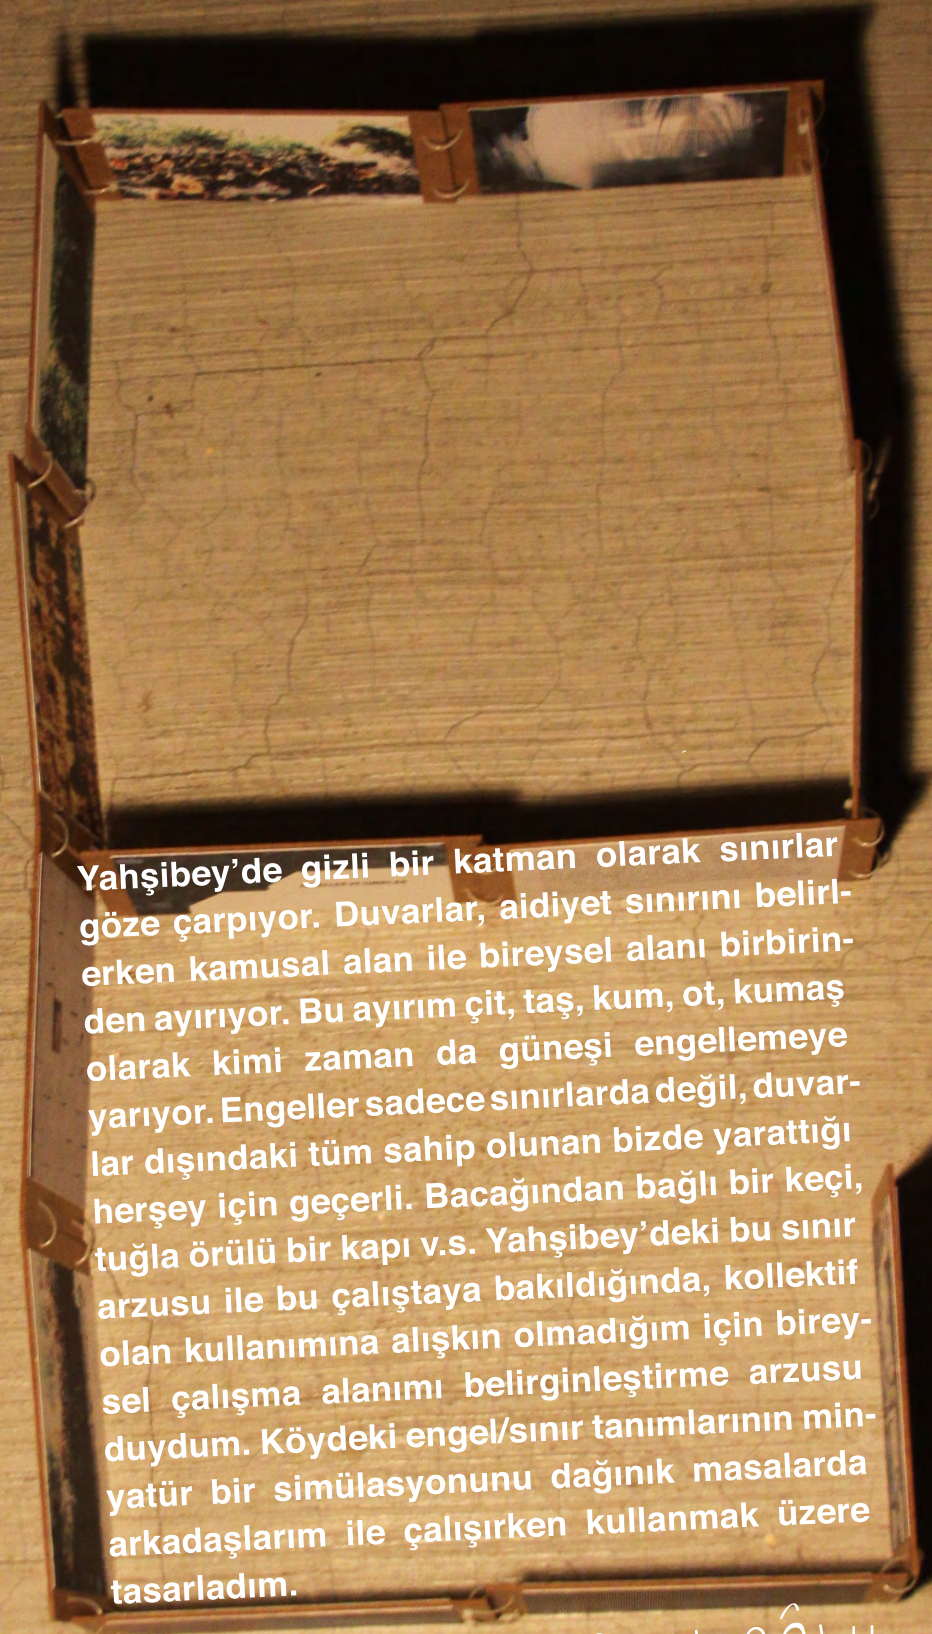 Yahşibey’de gizli bir katman olarak sınırlar
göze çarpıyor. Duvarlar, aidiyet sınırını belirl-
erken kamusal alan ile bireysel alanı birbirin-
den ayırıyor. Bu ayırım çit, taş, kum, ot, kumaş
olarak kimi zaman da güneşi engellemeye
yarıyor. Engeller sadece sınırlarda değil, duvar-
lar dışındaki tüm sahip olunan bizde yarattığı
herşey için geçerli. Bacağından bağlı bir keçi,
tuğla örülü bir kapı v.s. Yahşibey’deki bu sınır
arzusu ile bu çalıştaya bakıldığında, kollektif
olan kullanımına alışkın olmadığım için birey-
sel çalışma alanımı belirginleştirme arzusu
duydum. Köydeki engel/sınır tanımlarının min-
yatür bir simülasyonunu dağınık masalarda
arkadaşlarım ile çalışırken kullanmak üzere
tasarladım.